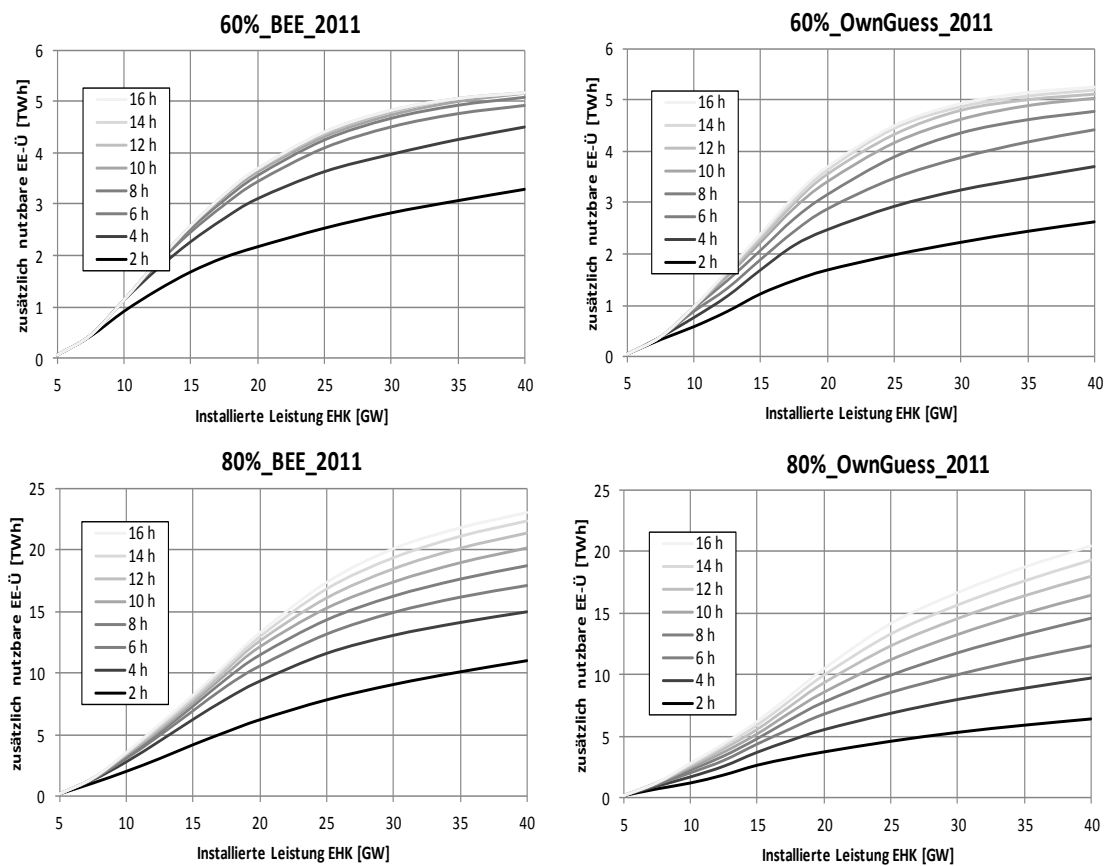 60%_BEE_2011
zusätzlich nutzbare EE-Ü [TWh]
6
5
4
3
2
1
0
16 h
14 h
12 h
10 h
8 h
6 h
4 h
2 h
5 10 15 20 25 30 35 40
Installierte Leistung EHK [GW]
60%_OwnGuess_2011
zusätzlich nutzbare EE-Ü [TWh]
6
5
4
3
2
1
0
16 h
14 h
12 h
10 h
8 h
6 h
4 h
2 h
5 10 15 20 25 30 35 40
Installierte Leistung EHK [GW]
80%_BEE_2011
zusätzlich nutzbare EE-Ü [TWh]
25
20
15
10
5
0
16 h
14 h
12 h
10 h
8 h
6 h
4 h
2 h
5 10 15 20 25 30 35 40
Installierte Leistung EHK [GW]
80%_OwnGuess_2011
zusätzlich nutzbare EE-Ü [TWh]
25
20
15
10
5
0
16 h
14 h
12 h
10 h
8 h
6 h
4 h
2 h
5 10 15 20 25 30 35 40
Installierte Leistung EHK [GW]